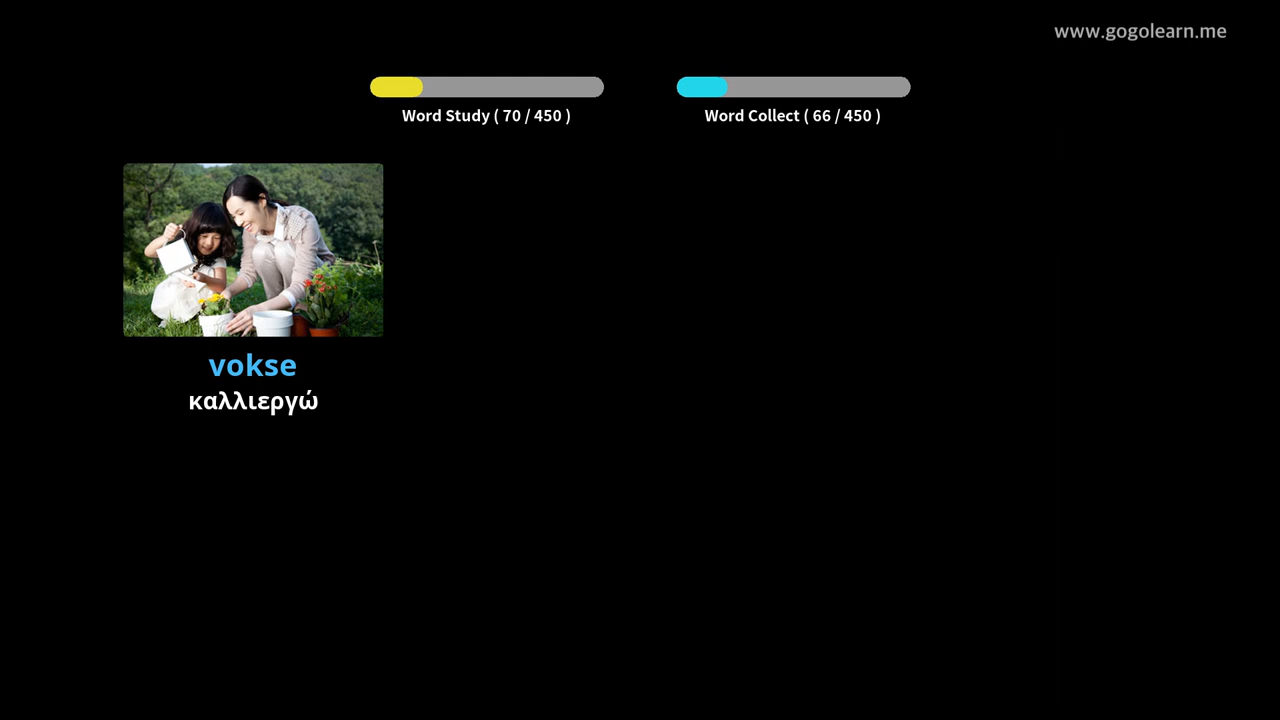 www.gogolearn.me
Word Study ( 70 / 450 )
Word Collect ( 66 / 450 )
vokse
καλλιεργώ